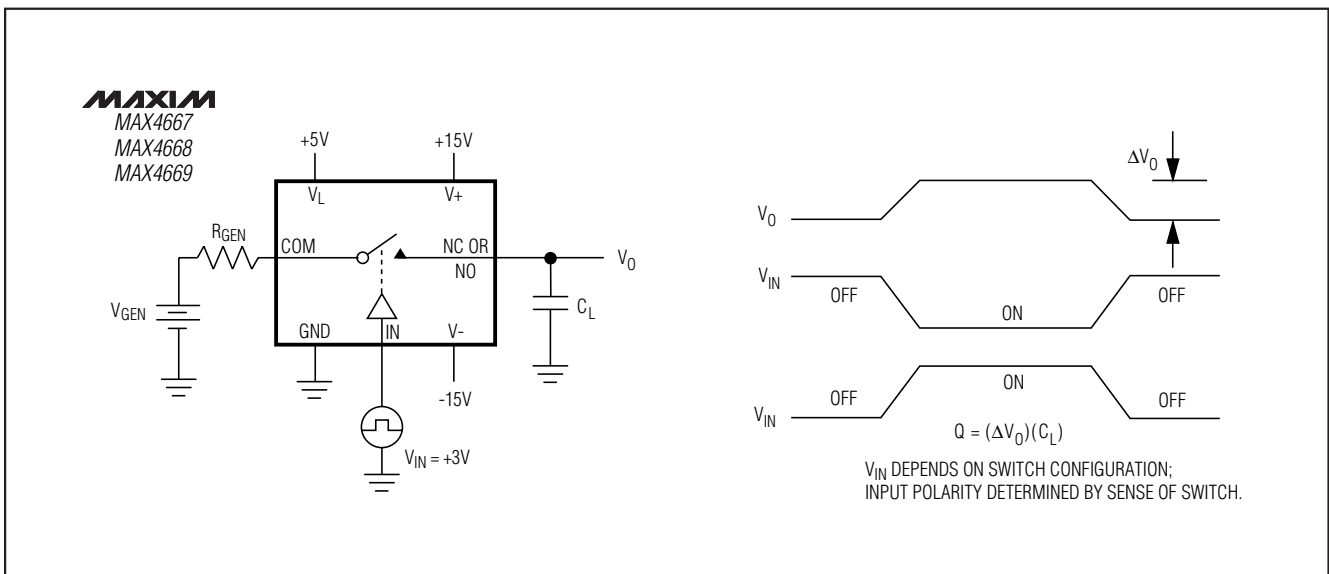 MAXIM
MAX4667
MAX4668
MAX4669
+5V
+15V
VL
V+
RGEN
COM
NC OR
NO
VO
VGEN
CL
GND
IN
V-
-15V
VIN = +3V
ΔVO
VO
VIN
OFF
ON
OFF
VIN
OFF
ON
OFF
Q = (ΔVO)(CL)
VIN DEPENDS ON SWITCH CONFIGURATION;
INPUT POLARITY DETERMINED BY SENSE OF SWITCH.